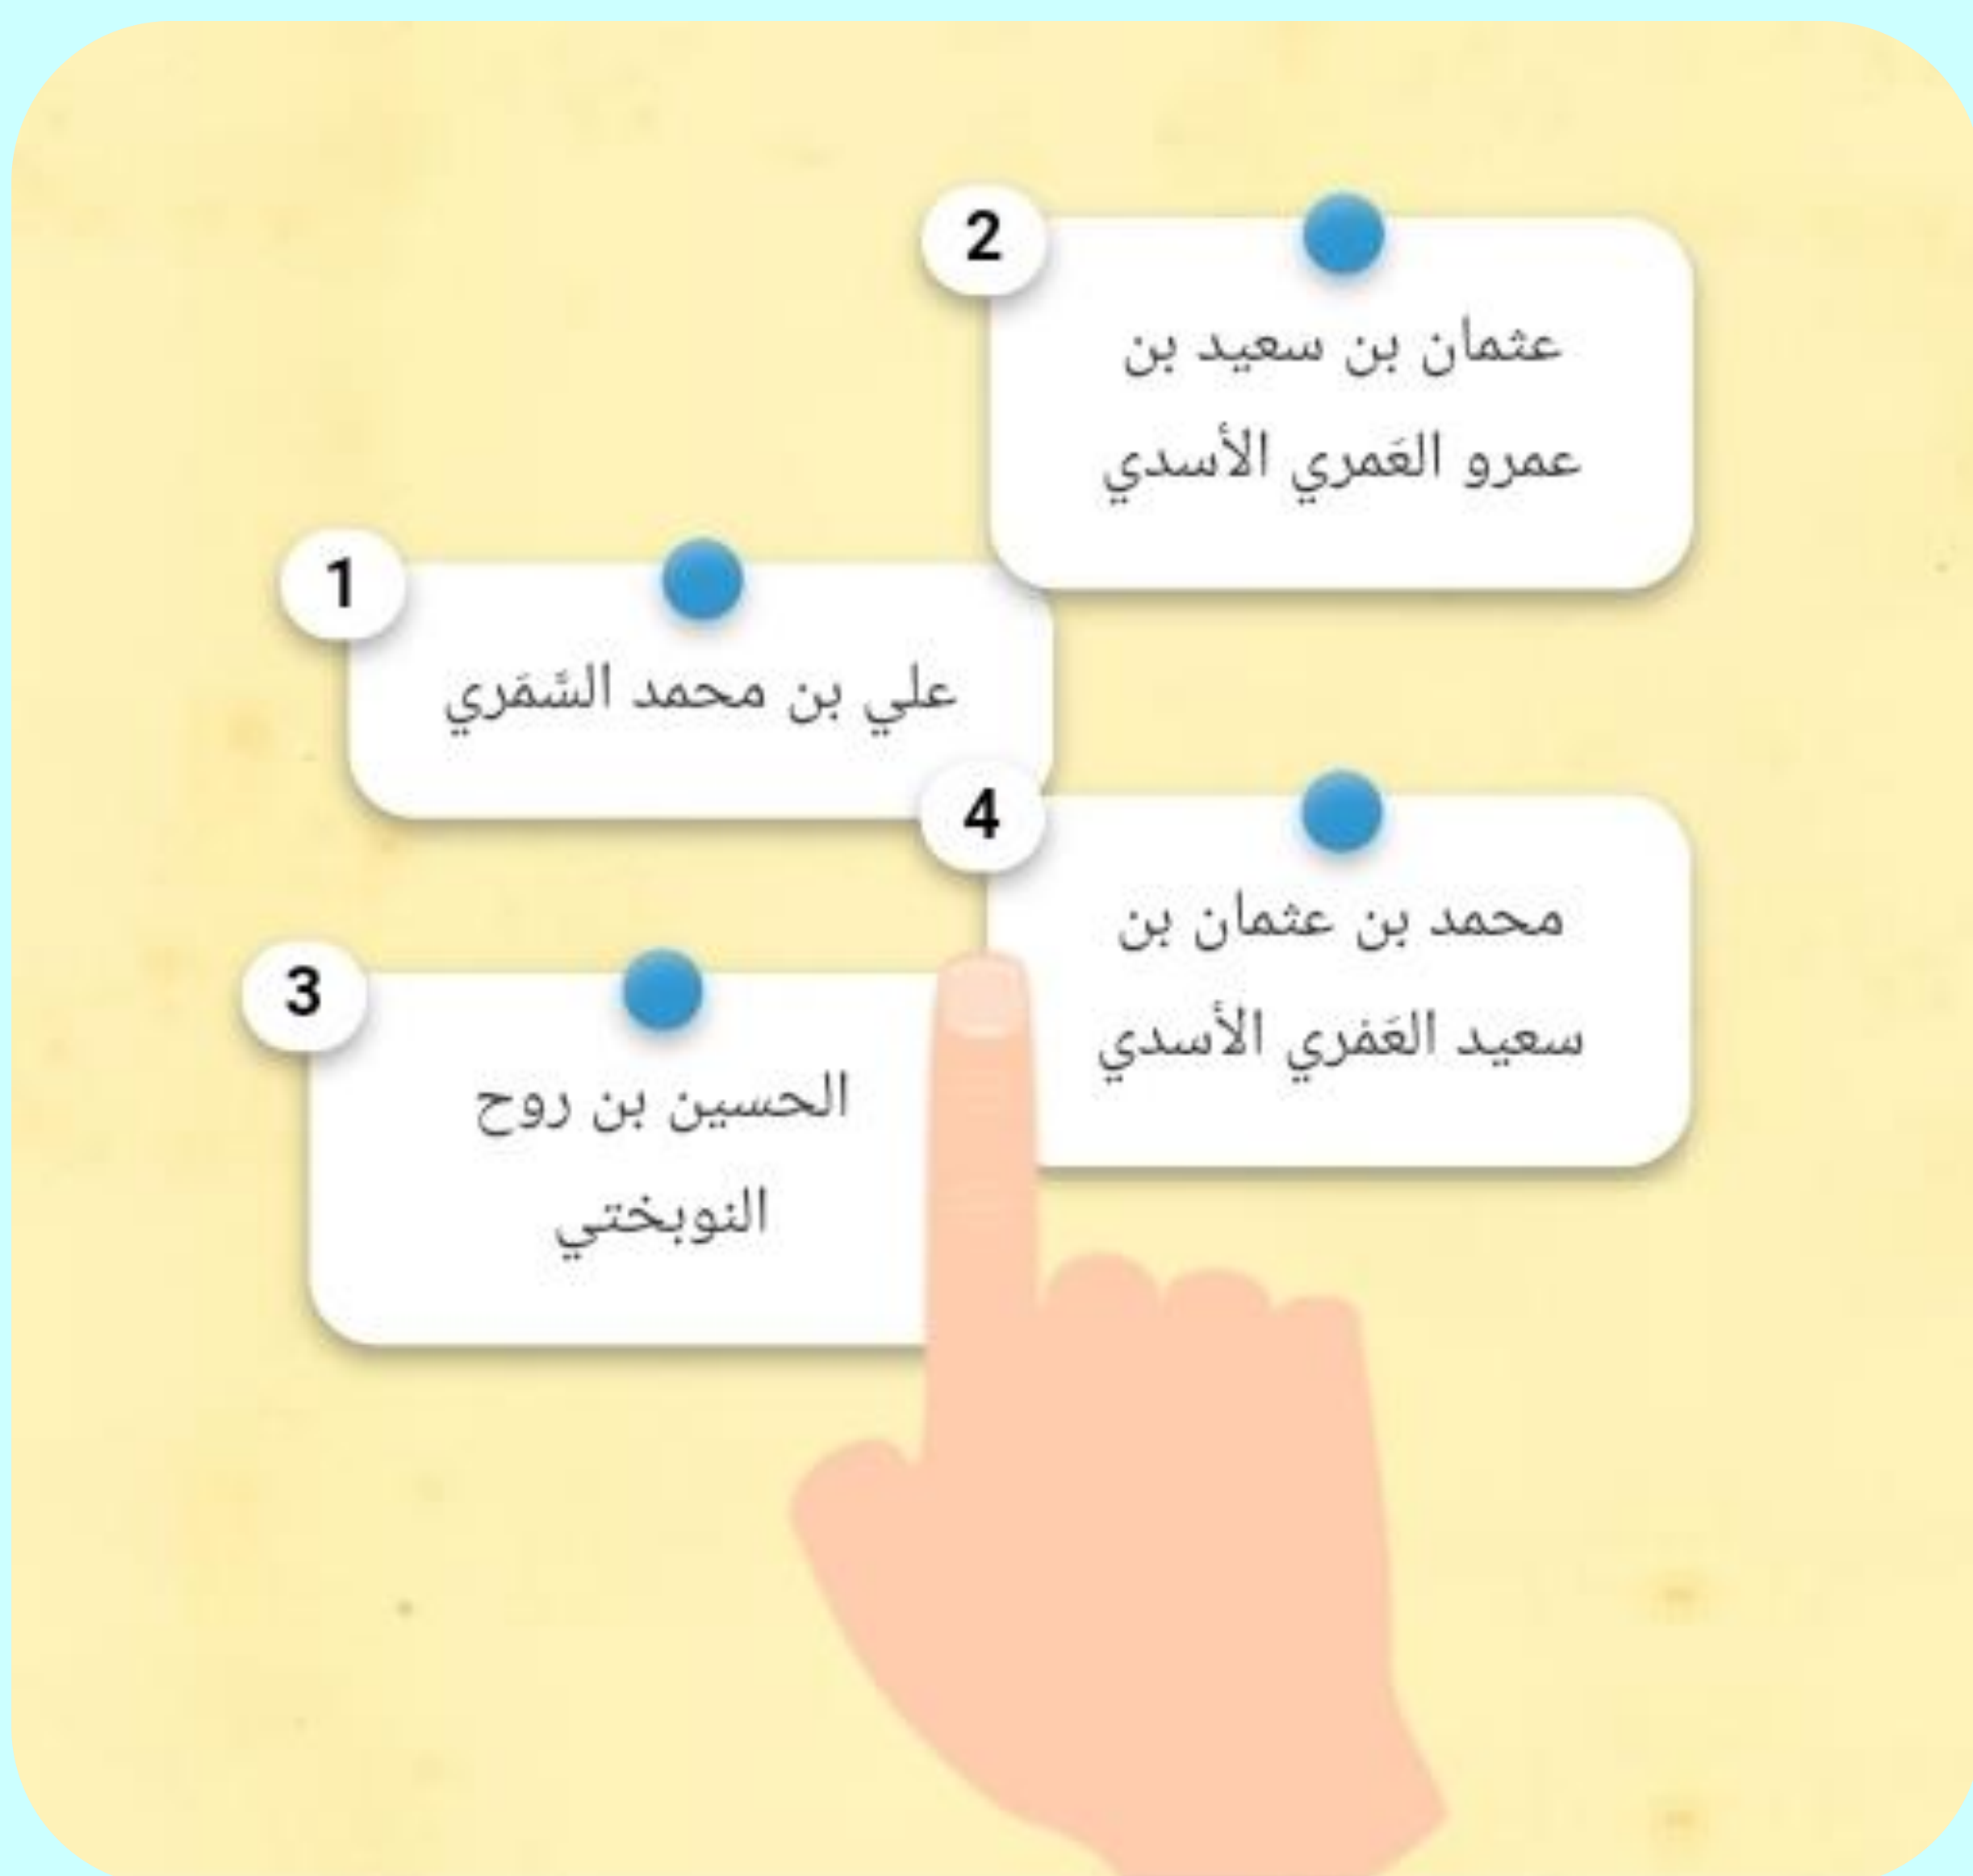 2
عثمان بن سعيد بن
عمرو العَمري الأسدي
1
علي بن محمد السَّمَري
4
محمد بن عثمان بن
سعيد العَمْري الأسدي
3
الحسين بن روح
النوبختي